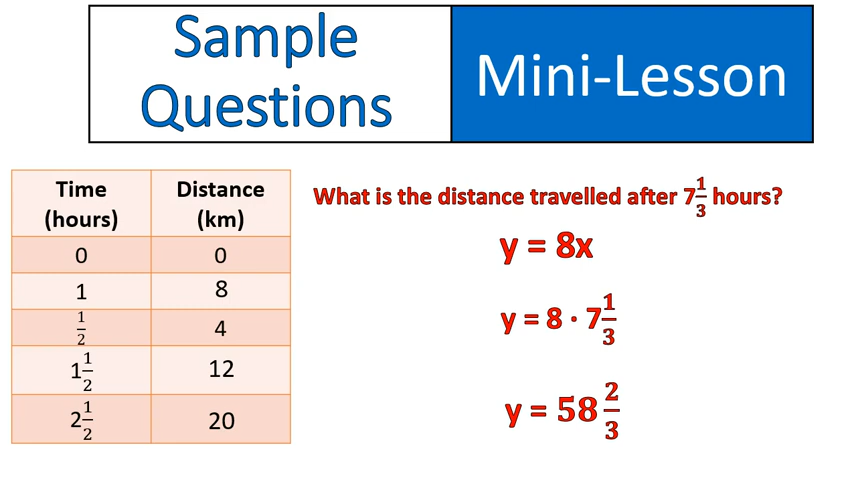 Sample
Questions
Mini-Lesson
Time
(hours)
Distance
(km)
0
0
1
8
1/2
4
1 1/2
12
2 1/2
20
What is the distance travelled after 7 1/3 hours?
y = 8x
y = 8 · 7 1/3
y = 58 2/3